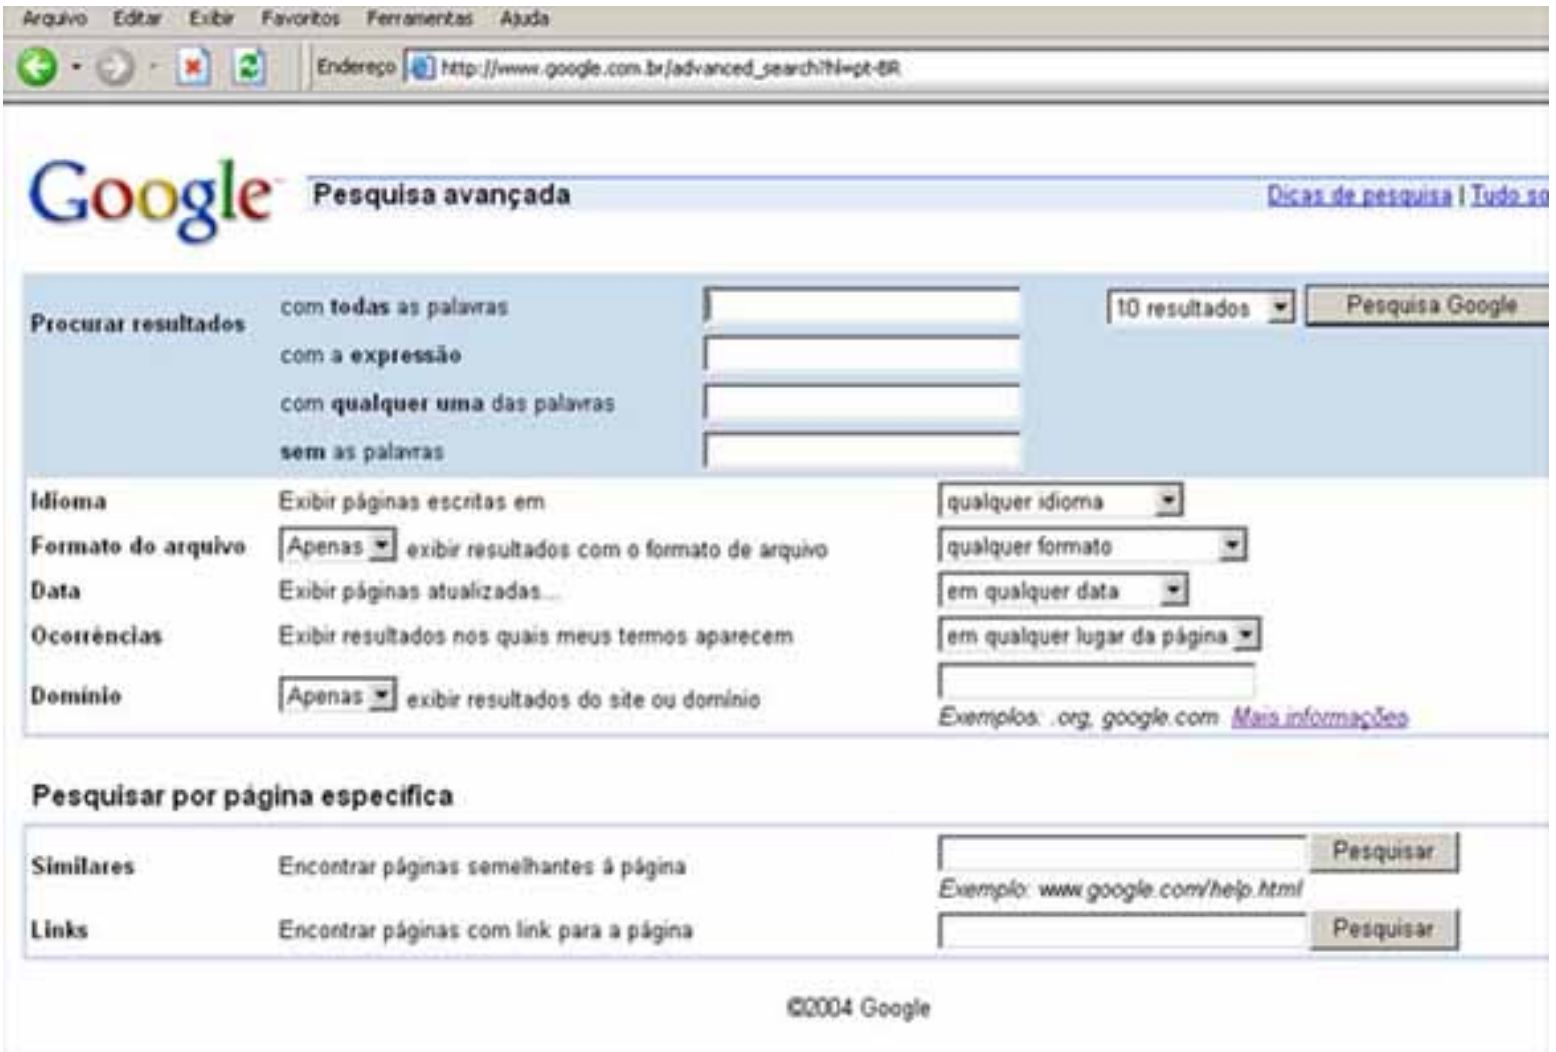 Arquivo Editar Exibir Favoritos Ferramentas Ajuda
Endereço http://www.google.com.br/advanced_search?hl=pt-BR
Google™ Pesquisa avançada Dicas de pesquisa | Tudo so
Procurar resultados com todas as palavras 10 resultados Pesquisa Google
com a expressão
com qualquer uma das palavras
sem as palavras
Idioma Exibir páginas escritas em qualquer idioma
Formato do arquivo Apenas exibir resultados com o formato de arquivo qualquer formato
Data Exibir páginas atualizadas... em qualquer data
Ocorrências Exibir resultados nos quais meus termos aparecem em qualquer lugar da página
Domínio Apenas exibir resultados do site ou domínio
Exemplos: .org, google.com Mais informações
Pesquisar por página específica
Similares Encontrar páginas semelhantes à página Pesquisar
Exemplo: www.google.com/help.html
Links Encontrar páginas com link para a página Pesquisar
©2004 Google